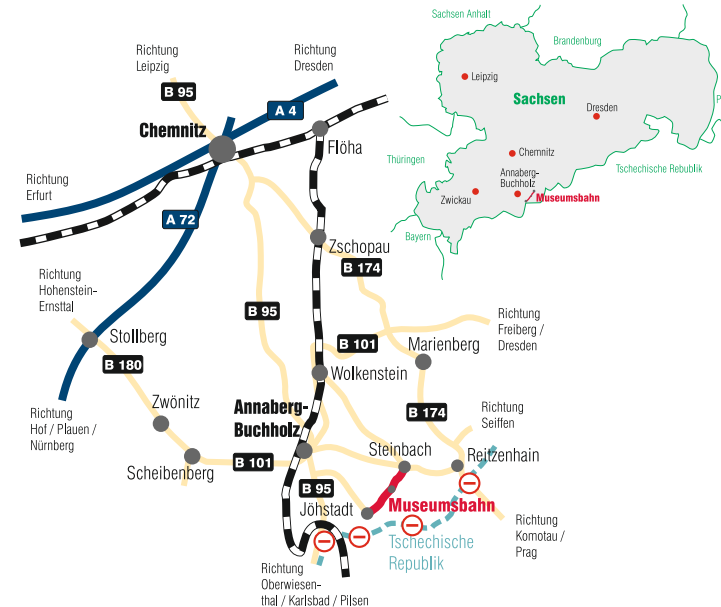 Richtung
Leipzig
B 95
Richtung
Dresden
A 4
Chemnitz
Flöha
Richtung
Erfurt
A 72
Zschopau
B 174
Richtung
Hohenstein-
Ernsttal
B 95
Richtung
Freiberg /
Dresden
Stollberg
B 101
Marienberg
B 180
Wolkenstein
Zwönitz
Annaberg-
Buchholz
B 174
Richtung
Seiffen
Richtung
Hof / Plauen /
Nürnberg
Steinbach
Reitzenhain
Scheibenberg
B 101
B 95
Jöhstadt
Museumsbahn
Tschechische
Republik
Richtung
Komotau /
Prag
Richtung
Oberwiesen-
thal / Karlsbad / Pilsen
Sachsen Anhalt
Brandenburg
Leipzig
Sachsen
Dresden
P
Chemnitz
Thüringen
Tschechische Rebublik
Annaberg-
Buchholz
Zwickau
Museumsbahn
Bayern